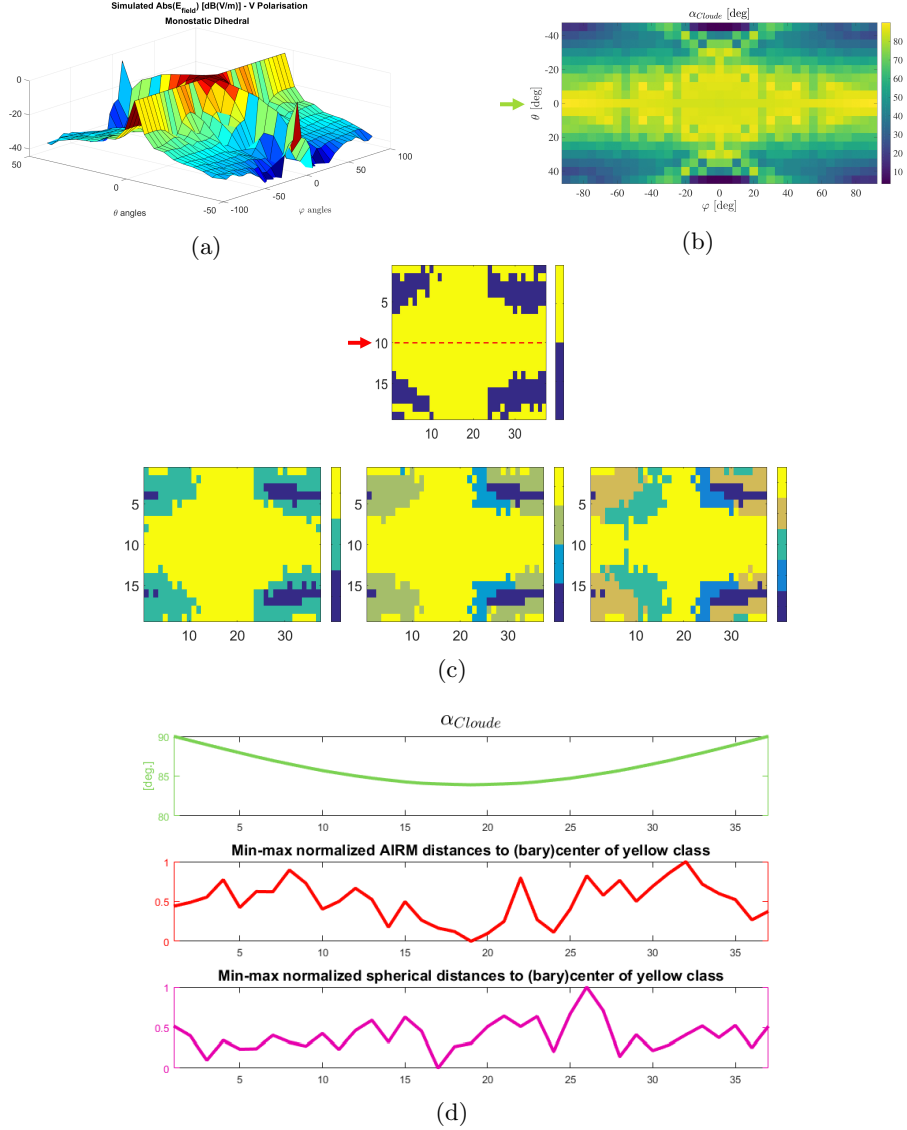 Simulated Abs(E_field) [dB(V/m)] - V Polarisation
Monostatic Dihedral
0
-20
-40
50
0
-50
θ angles
-100
-50
0
50
100
φ angles
(a)
α_Cloude [deg]
-40
-20
0
20
40
θ [deg]
-80 -60 -40 -20 0 20 40 60 80
φ [deg]
90
80
70
60
50
40
30
20
10
(b)
5
10
15
10 20 30
5
10
15
10 20 30
5
10
15
10 20 30
5
10
15
10 20 30
(c)
α_Cloude
90
85
80
[deg.]
5 10 15 20 25 30 35
Min-max normalized AIRM distances to (bary)center of yellow class
1
0.5
0
5 10 15 20 25 30 35
Min-max normalized spherical distances to (bary)center of yellow class
1
0.5
0
5 10 15 20 25 30 35
(d)